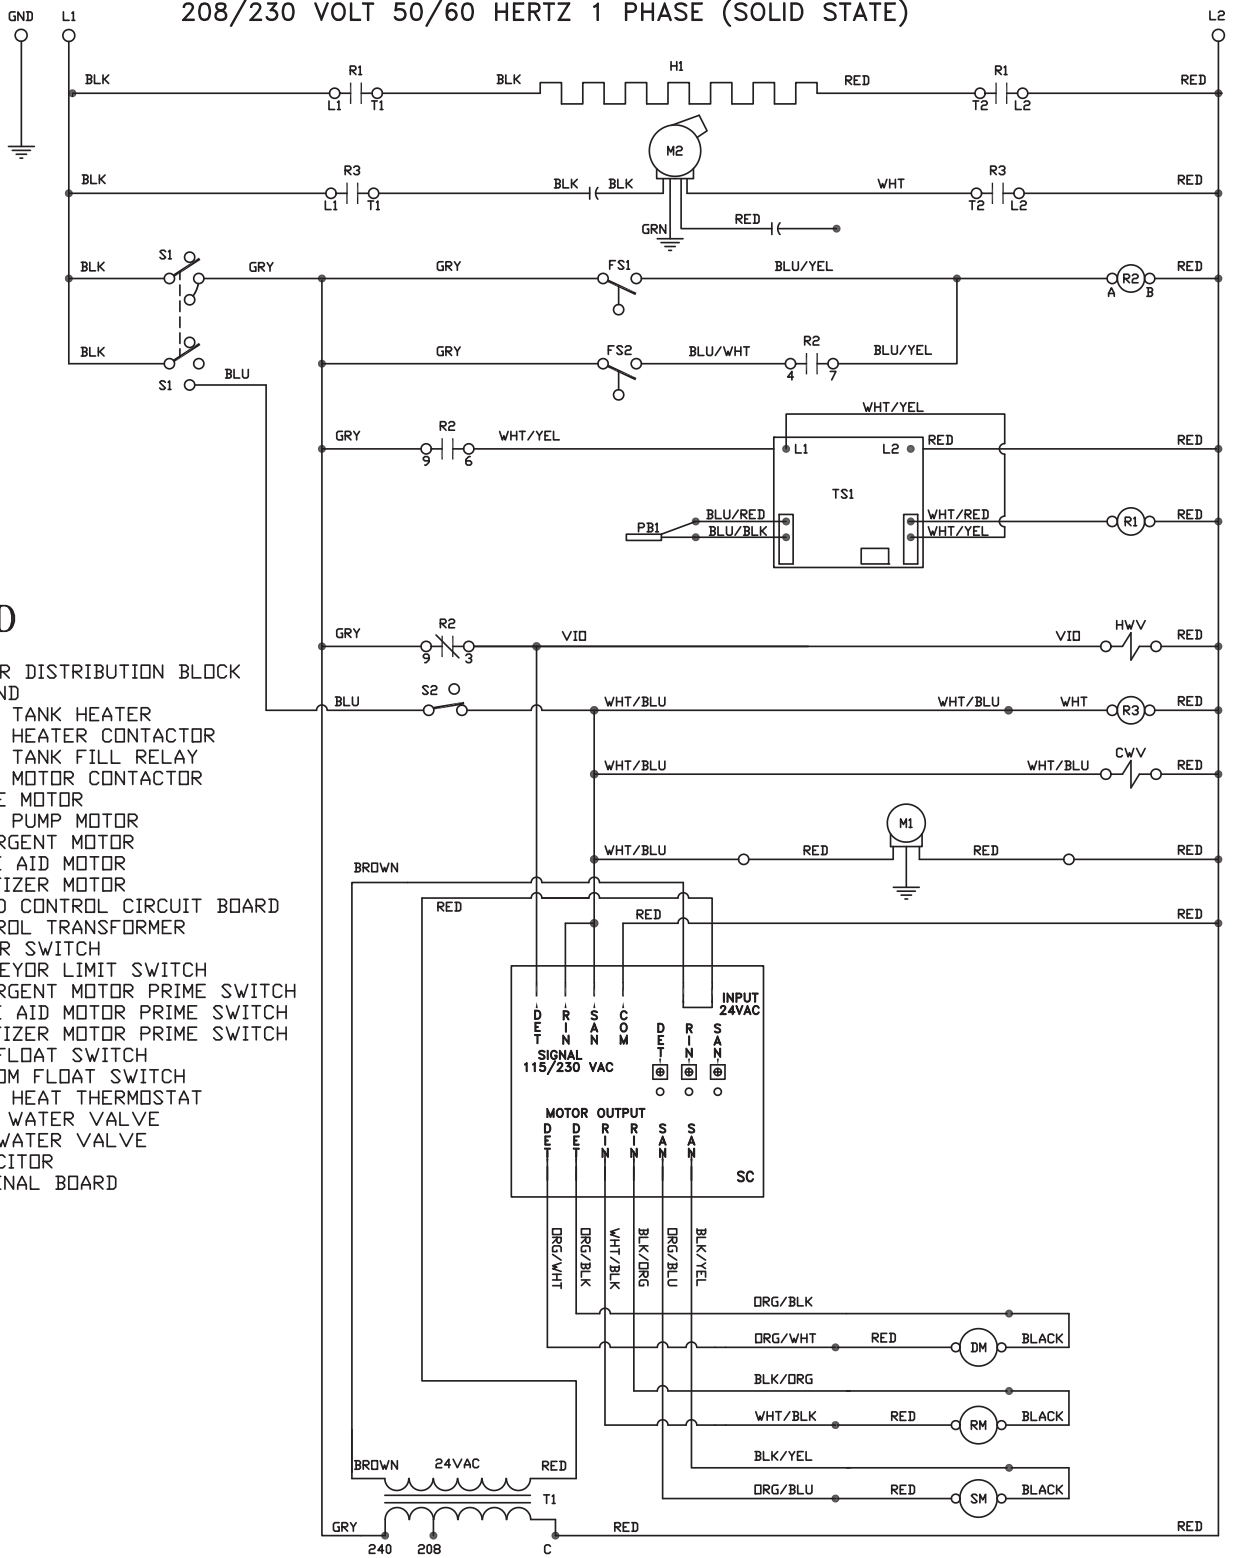 208/230 VOLT 50/60 HERTZ 1 PHASE (SOLID STATE)
GND L1 L2
BLK R1 BLK H1 RED R1 RED
L1 T1 T2 L2
M2
BLK R3 BLK BLK WHT R3 RED
L1 T1 T2 L2
GRN RED
S1
BLK GRY GRY FS1 BLU/YEL R2 RED
A B
BLK GRY FS2 BLU/WHT R2 BLU/YEL
4 7
S1 BLU
WHT/YEL
GRY R2 WHT/YEL L1 L2 RED RED
9 6
TS1
PB1 BLU/RED WHT/RED R1 RED
BLU/BLK WHT/YEL
D
GRY R2 VIO VIO HWV RED
9 3
R DISTRIBUTION BLOCK
ND
TANK HEATER
HEATER CONTACTOR
TANK FILL RELAY
MOTOR CONTACTOR
E MOTOR
PUMP MOTOR
RGENT MOTOR
E AID MOTOR
TIZER MOTOR
D CONTROL CIRCUIT BOARD
ROL TRANSFORMER
R SWITCH
EYOR LIMIT SWITCH
RGENT MOTOR PRIME SWITCH
E AID MOTOR PRIME SWITCH
TIZER MOTOR PRIME SWITCH
FLOAT SWITCH
OM FLOAT SWITCH
HEAT THERMOSTAT
WATER VALVE
WATER VALVE
CITOR
INAL BOARD
S2
BLU WHT/BLU WHT/BLU WHT R3 RED
WHT/BLU WHT/BLU CWV RED
M1
WHT/BLU RED RED RED
BROWN
RED RED RED
INPUT
24VAC
DET RIN SAN COM
DET RIN SAN
SIGNAL
115/230 VAC
MOTOR OUTPUT
DET DET RIN RIN SAN SAN
SC
ORG/WHT ORG/BLK WHT/BLK BLK/ORG ORG/BLU BLK/YEL
ORG/BLK
ORG/WHT RED DM BLACK
BLK/ORG
WHT/BLK RED RM BLACK
BLK/YEL
BROWN 24VAC RED
ORG/BLU RED SM BLACK
T1
GRY RED RED
240 208 C